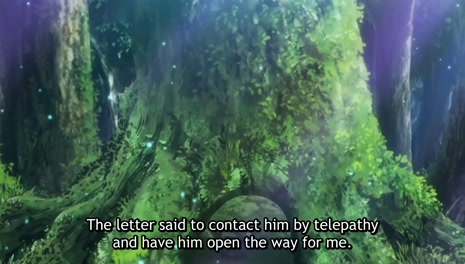 The letter said to contact him by telepathy
and have him open the way for me.